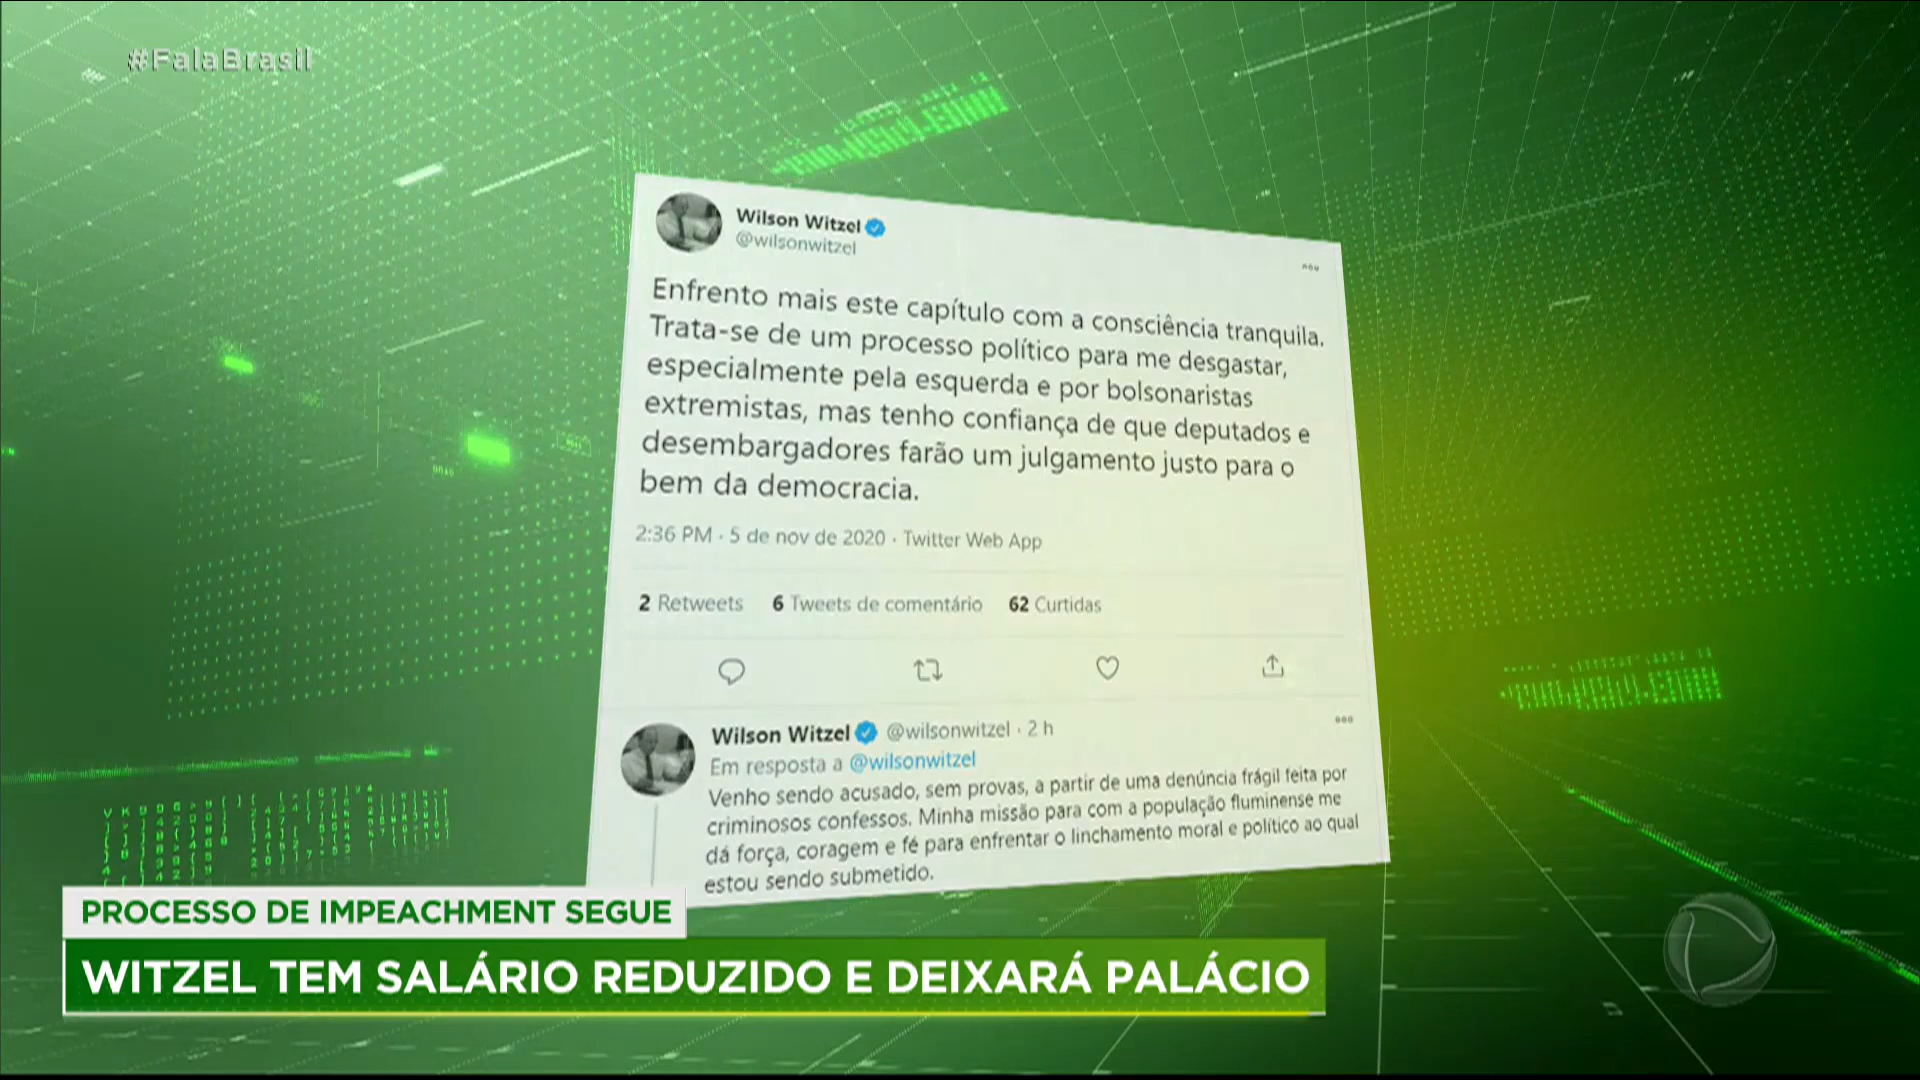 #FalaBrasil
Wilson Witzel
@wilsonwitzel
Enfrento mais este capítulo com a consciência tranquila.
Trata-se de um processo político para me desgastar,
especialmente pela esquerda e por bolsonaristas
extremistas, mas tenho confiança de que deputados e
desembargadores farão um julgamento justo para o
bem da democracia.
2:36 PM · 5 de nov de 2020 · Twitter Web App
2 Retweets 6 Tweets de comentário 62 Curtidas
Wilson Witzel @wilsonwitzel · 2 h
Em resposta a @wilsonwitzel
Venho sendo acusado, sem provas, a partir de uma denúncia frágil feita por
criminosos confessos. Minha missão para com a população fluminense me
dá força, coragem e fé para enfrentar o linchamento moral e político ao qual
estou sendo submetido.
PROCESSO DE IMPEACHMENT SEGUE
WITZEL TEM SALÁRIO REDUZIDO E DEIXARÁ PALÁCIO